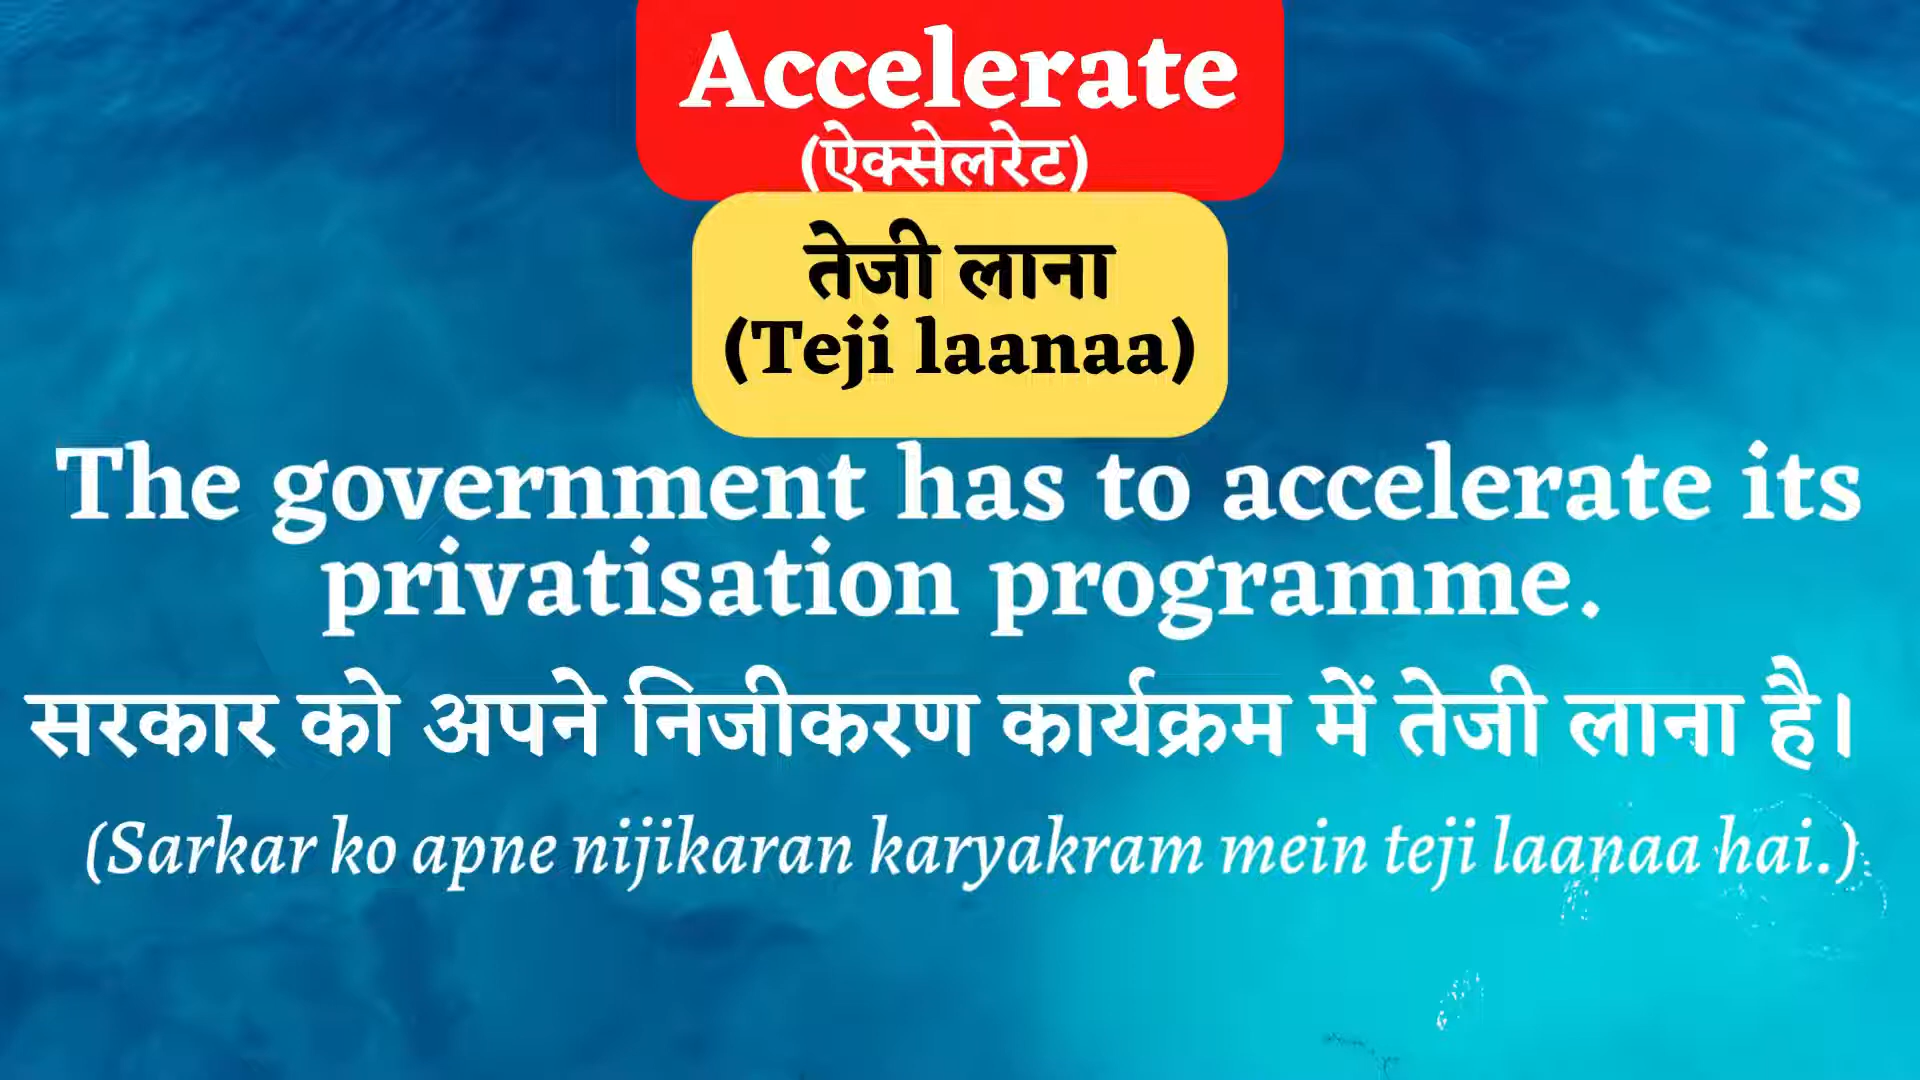 Accelerate
(ऐक्सेलरेट)
तेजी लाना
(Teji laanaa)
The government has to accelerate its
privatisation programme.
सरकार को अपने निजीकरण कार्यक्रम में तेजी लाना है।
(Sarkar ko apne nijikaran karyakram mein teji laanaa hai.)